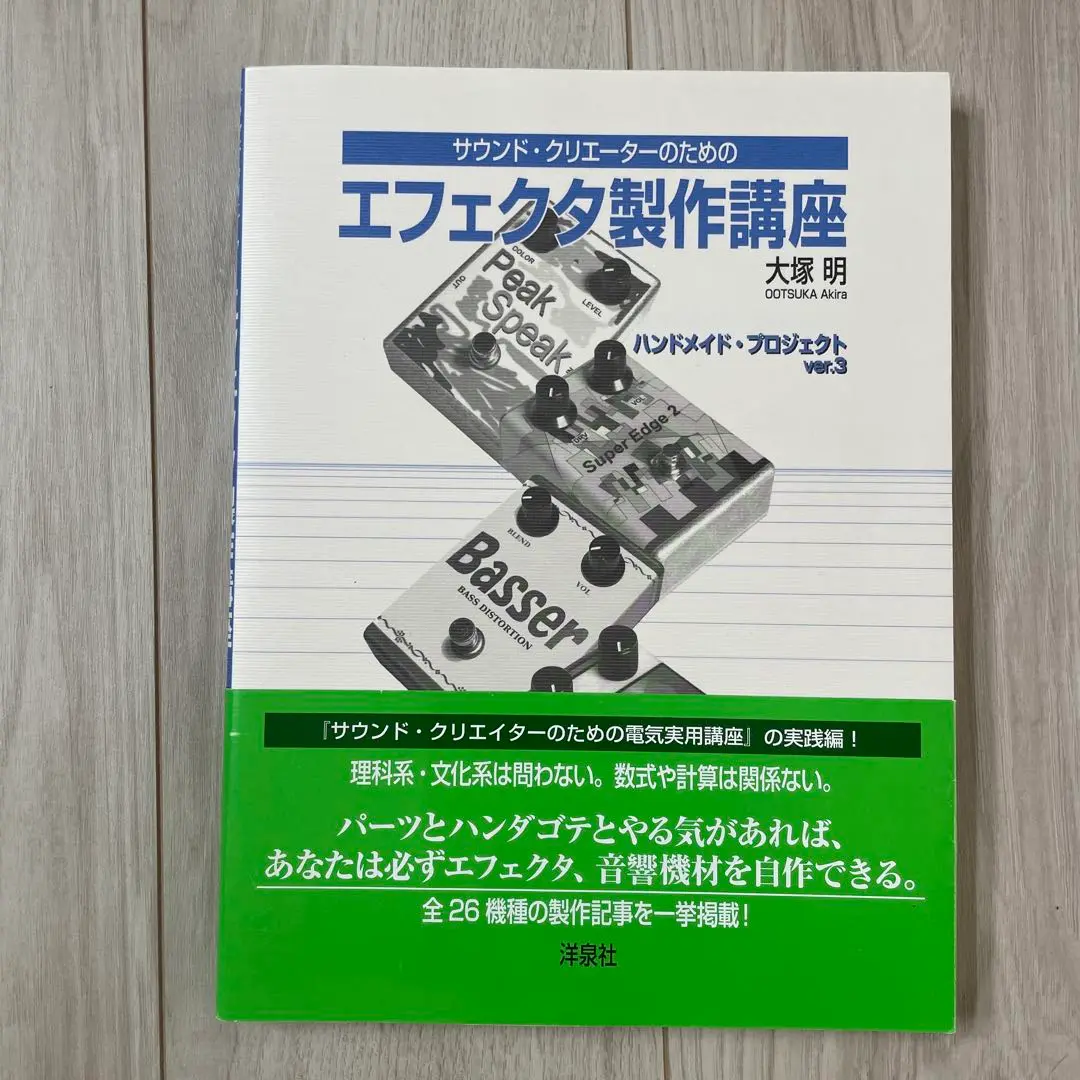 サウンド・クリエーターのための
エフェクタ製作講座
大塚 明
OOTSUKA Akira
ハンドメイド・プロジェクト
ver.3
COLOR
LEVEL
OUT
Peak
Speak
VOL
DRV
Super Edge 2
BLEND
VOL
Basser
BASS DISTORTION
『サウンド・クリエイターのための電気実用講座』の実践編！
理科系・文化系は問わない。数式や計算は関係ない。
パーツとハンダゴテとやる気があれば、
あなたは必ずエフェクタ、音響機材を自作できる。
全26機種の製作記事を一挙掲載！
洋泉社